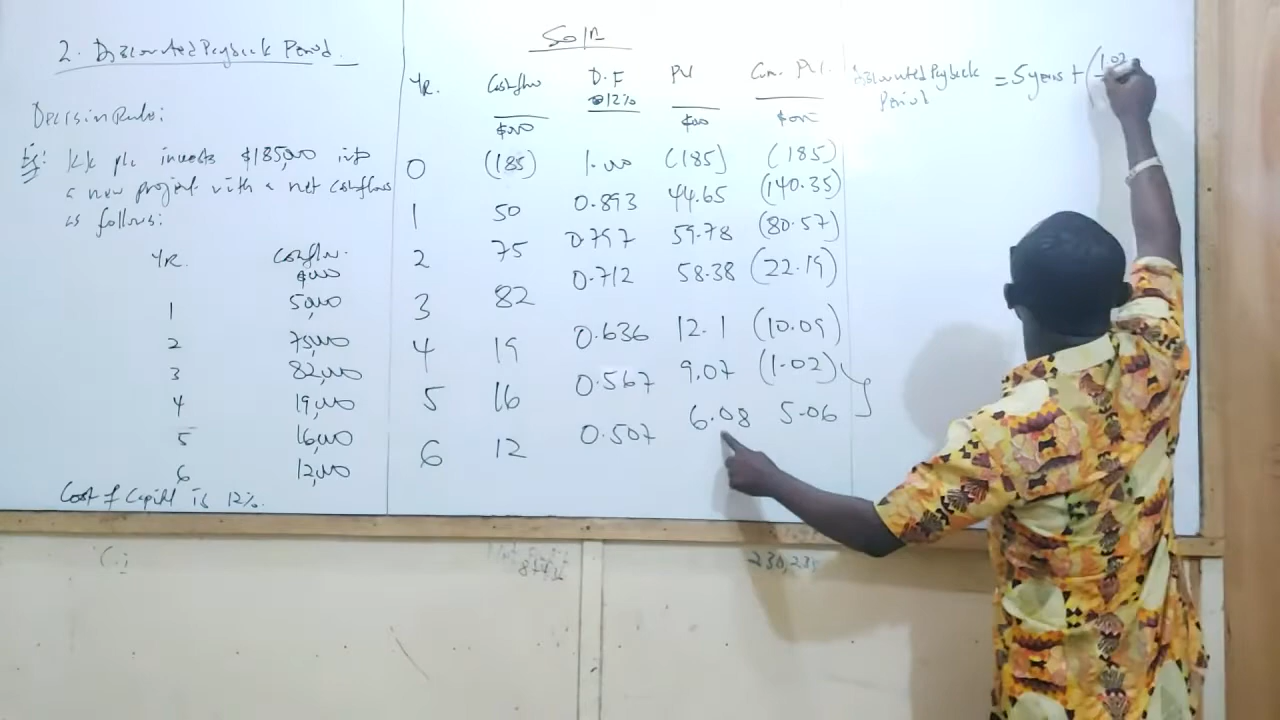 2. Discounted Payback Period.
Decision Rule:
Eg: KK plc invests $185,000 into
a new project with a net cashflows
as follows:
YR. Cashflow.
$000
1 5,000
2 75,000
3 82,000
4 19,000
5 16,000
6 12,000
Cost of Capital is 12%.
Soln
YR. Cashflow D.F PV Cum. PV.
@12%
$000 $000 $000
0 (185) 1.00 (185) (185)
1 50 0.893 44.65 (140.35)
2 75 0.797 59.78 (80.57)
3 82 0.712 58.38 (22.19)
4 19 0.636 12.1 (10.09)
5 16 0.567 9.07 (1.02)
6 12 0.507 6.08 5.06
Discounted Payback = 5 years + (1.02
Period
230,235